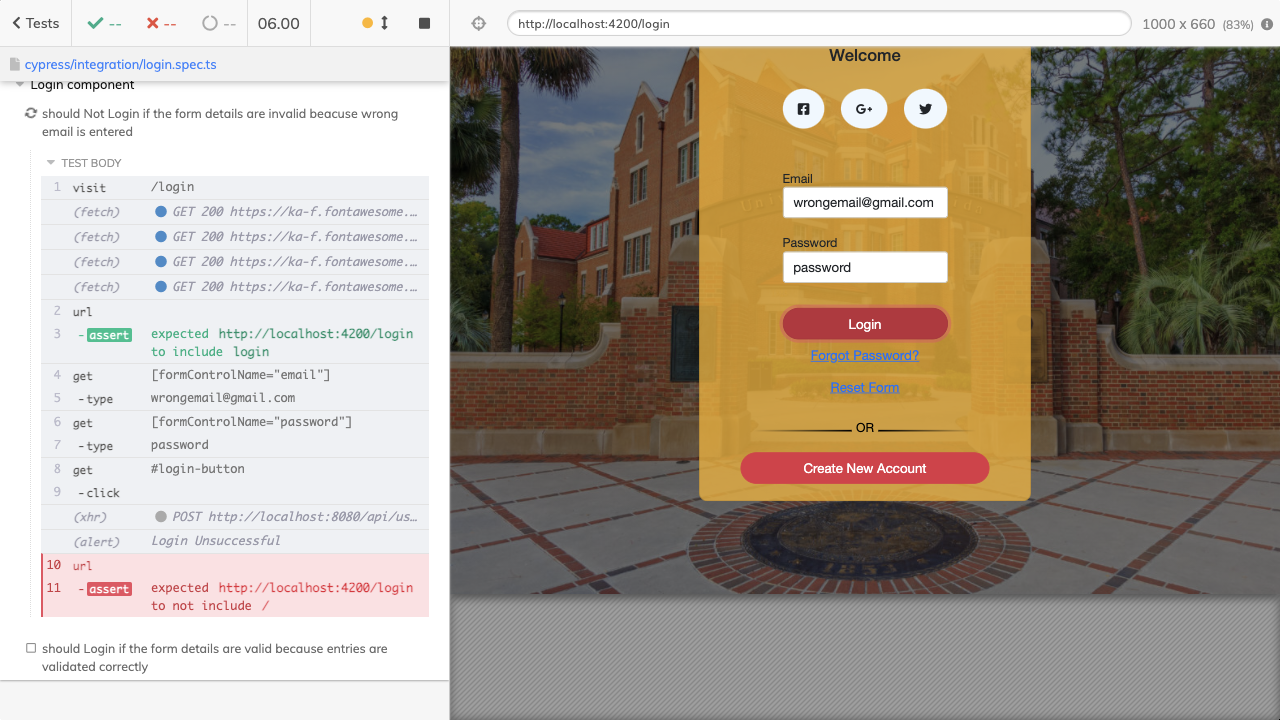 Tests
--
--
--
06.00
http://localhost:4200/login
1000 x 660 (83%)
cypress/integration/login.spec.ts
Login component
should Not Login if the form details are invalid beacuse wrong
email is entered
TEST BODY
1 visit /login
(fetch) GET 200 https://ka-f.fontawesome.…
(fetch) GET 200 https://ka-f.fontawesome.…
(fetch) GET 200 https://ka-f.fontawesome.…
(fetch) GET 200 https://ka-f.fontawesome.…
2 url
3 -assert expected http://localhost:4200/login
to include login
4 get [formControlName="email"]
5 -type wrongemail@gmail.com
6 get [formControlName="password"]
7 -type password
8 get #login-button
9 -click
(xhr) POST http://localhost:8080/api/us…
(alert) Login Unsuccessful
10 url
11 -assert expected http://localhost:4200/login
to not include /
should Login if the form details are valid because entries are
validated correctly
Welcome
G+
Email
wrongemail@gmail.com
Password
password
Login
Forgot Password?
Reset Form
OR
Create New Account